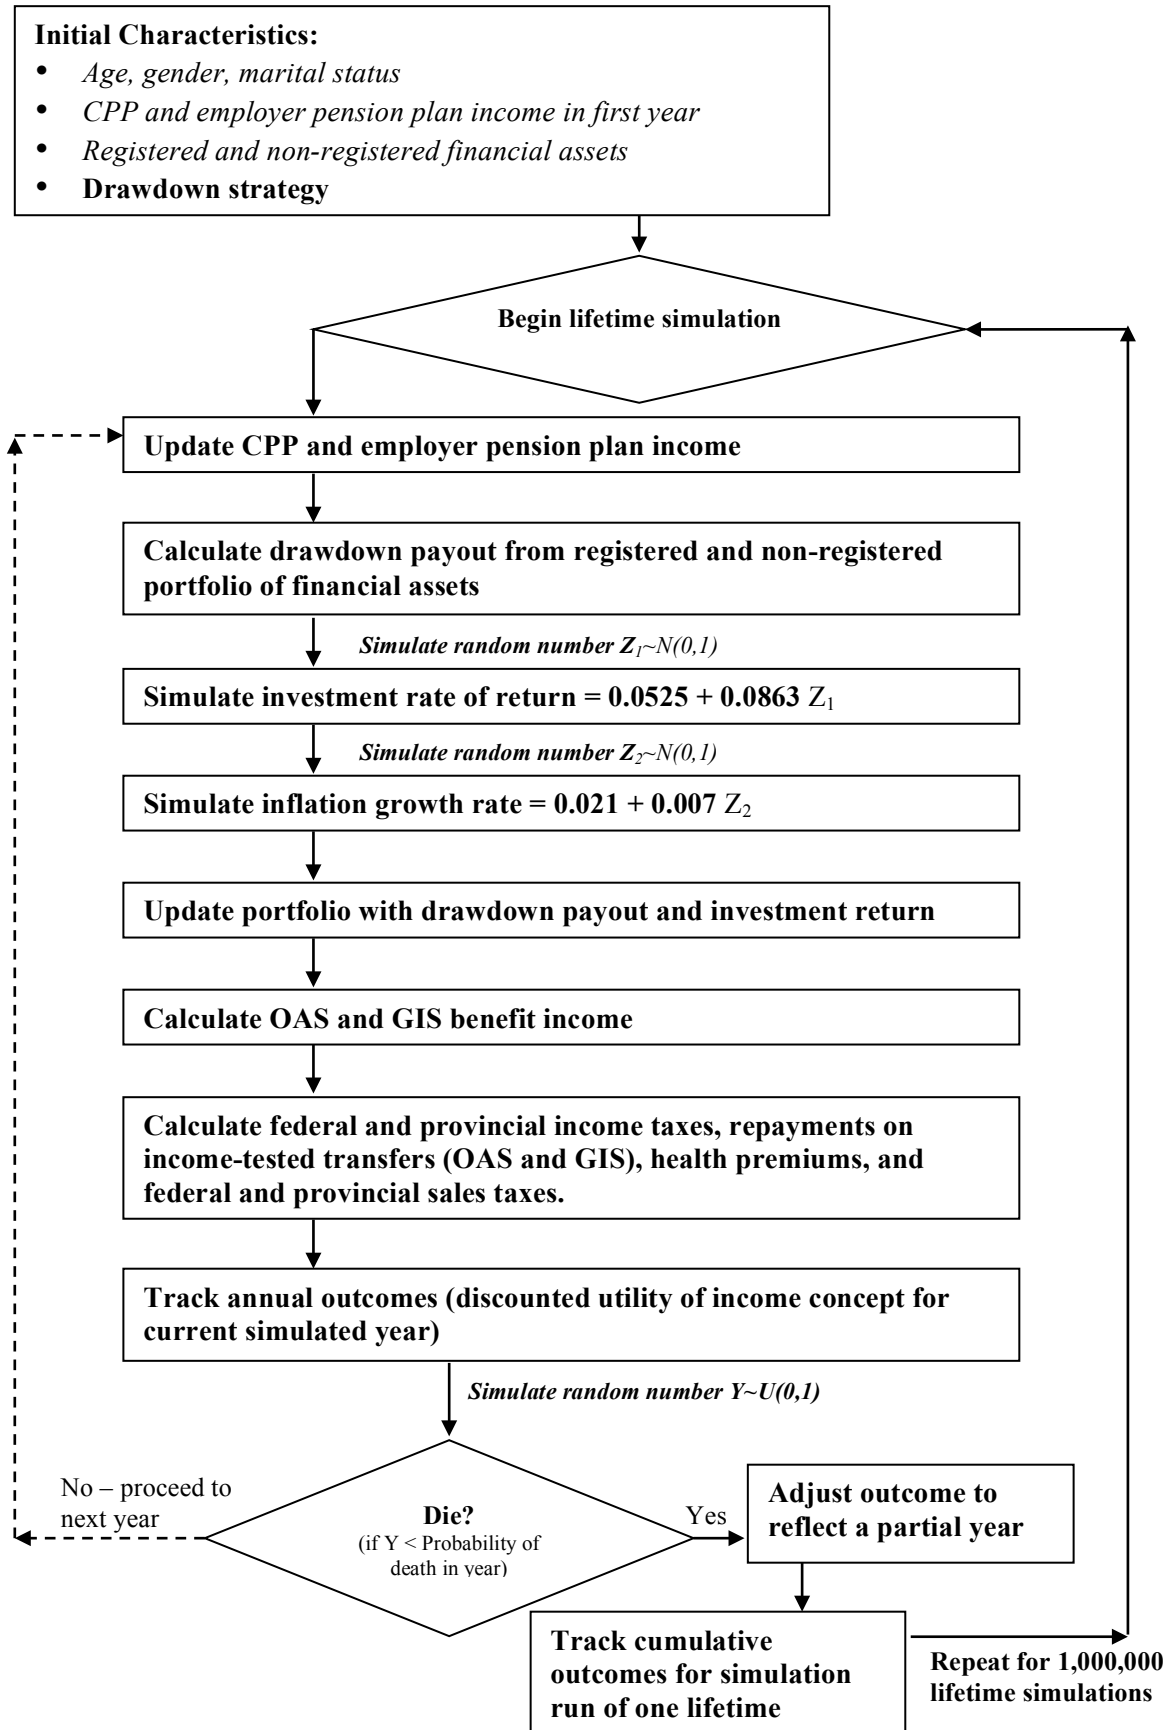 Initial Characteristics:
• Age, gender, marital status
• CPP and employer pension plan income in first year
• Registered and non-registered financial assets
• Drawdown strategy
Begin lifetime simulation
Update CPP and employer pension plan income
Calculate drawdown payout from registered and non-registered
portfolio of financial assets
Simulate random number Z₁~N(0,1)
Simulate investment rate of return = 0.0525 + 0.0863 Z₁
Simulate random number Z₂~N(0,1)
Simulate inflation growth rate = 0.021 + 0.007 Z₂
Update portfolio with drawdown payout and investment return
Calculate OAS and GIS benefit income
Calculate federal and provincial income taxes, repayments on
income-tested transfers (OAS and GIS), health premiums, and
federal and provincial sales taxes.
Track annual outcomes (discounted utility of income concept for
current simulated year)
Simulate random number Y~U(0,1)
No – proceed to
next year
Die?
(if Y < Probability of
death in year)
Yes
Adjust outcome to
reflect a partial year
Track cumulative
outcomes for simulation
run of one lifetime
Repeat for 1,000,000
lifetime simulations